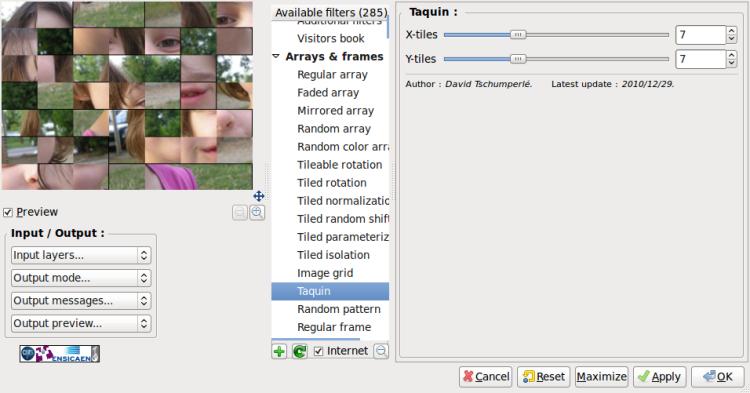 Preview
Input / Output :
Input layers...
Output mode...
Output messages...
Output preview...
ENSICAEN
Available filters (285)
Additional filters
Visitors book
Arrays & frames
Regular array
Faded array
Mirrored array
Random array
Random color arr
Tileable rotation
Tiled rotation
Tiled normalizatio
Tiled random shift
Tiled parameteriz
Tiled isolation
Image grid
Taquin
Random pattern
Regular frame
Internet
Taquin :
X-tiles 7
Y-tiles 7
Author : David Tschumperlé. Latest update : 2010/12/29.
Cancel Reset Maximize Apply OK